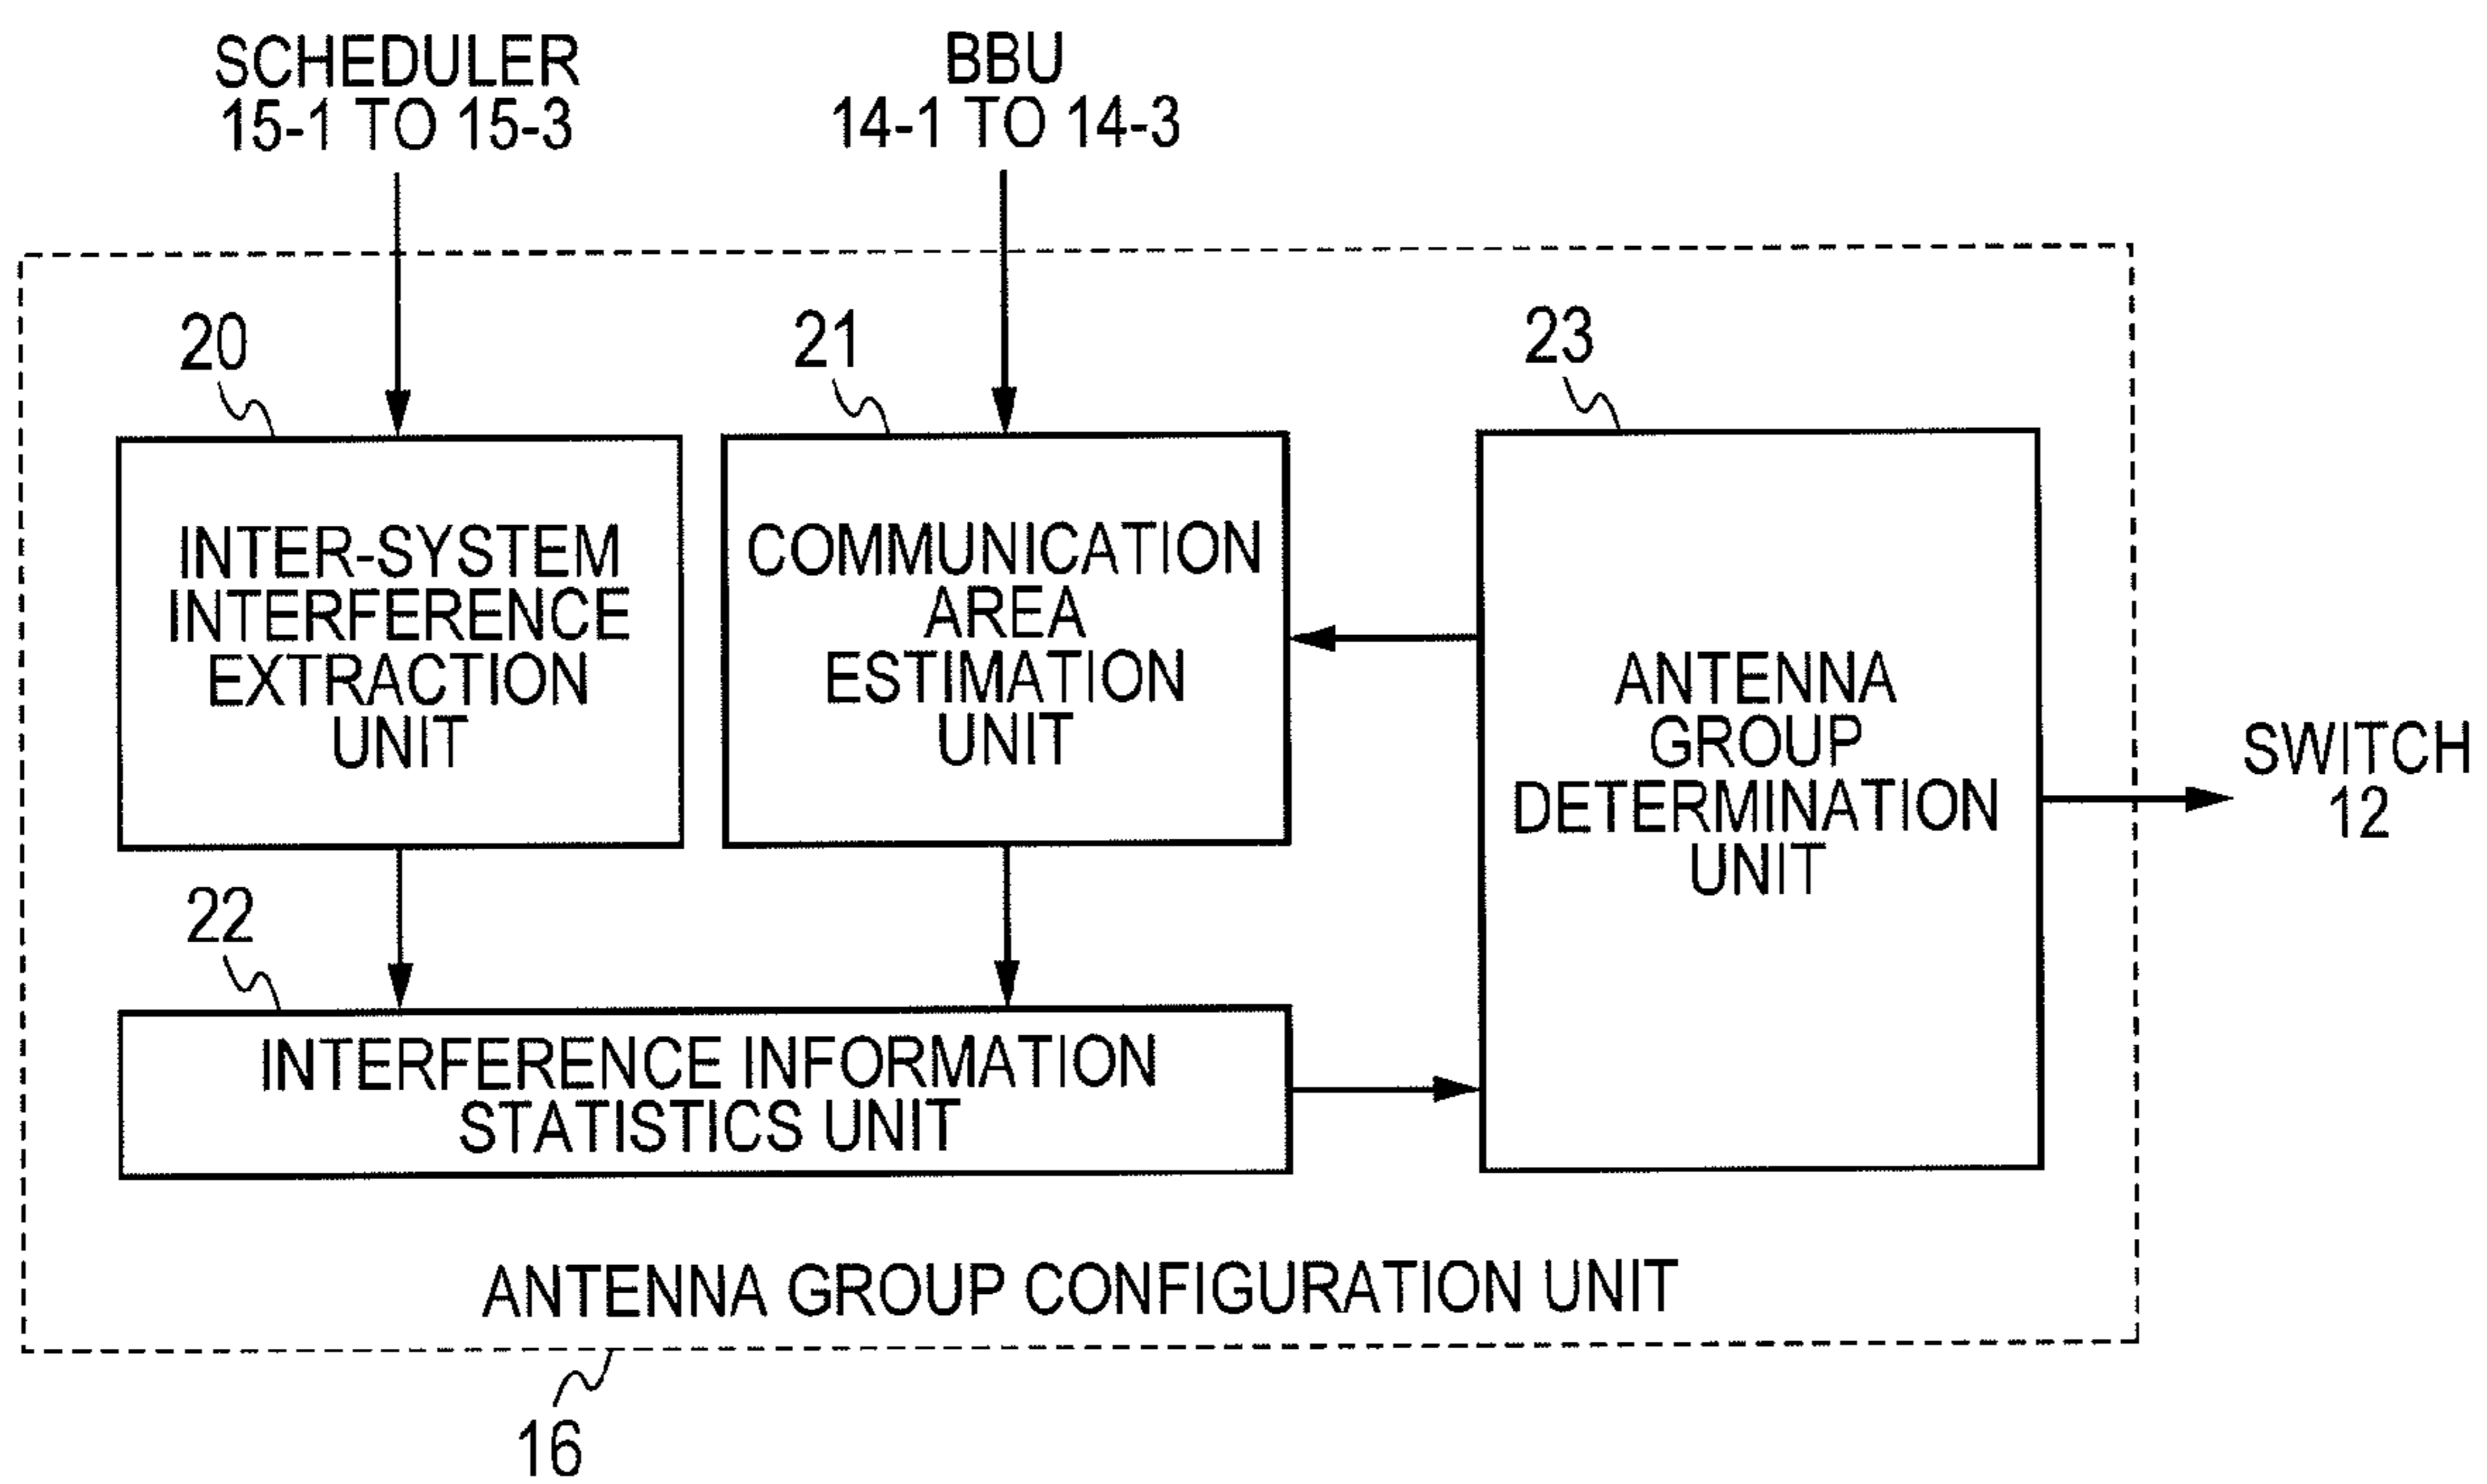 SCHEDULER
15-1 TO 15-3
BBU
14-1 TO 14-3
20
21
23
INTER-SYSTEM
INTERFERENCE
EXTRACTION
UNIT
COMMUNICATION
AREA
ESTIMATION
UNIT
ANTENNA
GROUP
DETERMINATION
UNIT
SWITCH
12
22
INTERFERENCE INFORMATION
STATISTICS UNIT
ANTENNA GROUP CONFIGURATION UNIT
16